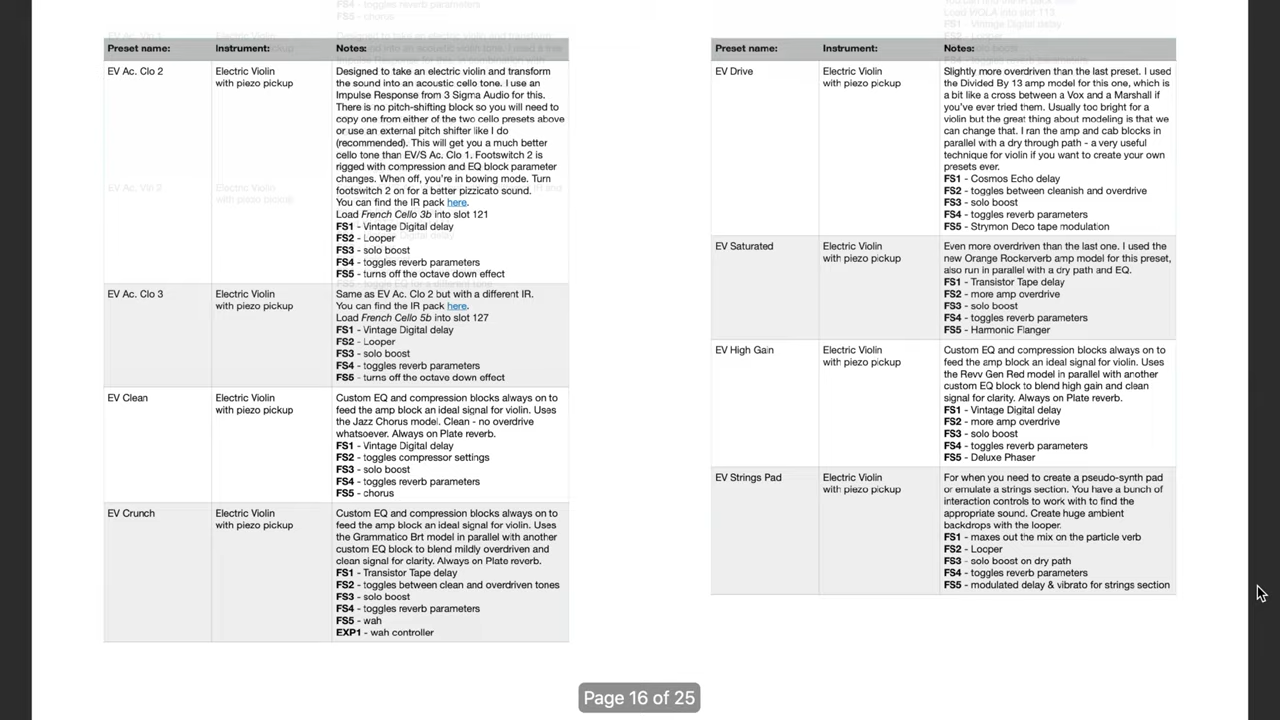 Preset name: Instrument: Notes:
EV Ac. Clo 2 Electric Violin with piezo pickup
Designed to take an electric violin and transform
the sound into an acoustic cello tone. I use an
Impulse Response from 3 Sigma Audio for this.
There is no pitch-shifting block so you will need to
copy one from either of the two cello presets above
or use an external pitch shifter like I do
(recommended). This will get you a much better
cello tone than EV/S Ac. Clo 1. Footswitch 2 is
rigged with compression and EQ block parameter
changes. When off, you're in bowing mode. Turn
footswitch 2 on for a better pizzicato sound.
You can find the IR pack here.
Load French Cello 3b into slot 121
FS1 - Vintage Digital delay
FS2 - Looper
FS3 - solo boost
FS4 - toggles reverb parameters
FS5 - turns off the octave down effect
EV Ac. Clo 3 Electric Violin with piezo pickup
Same as EV Ac. Clo 2 but with a different IR.
You can find the IR pack here.
Load French Cello 5b into slot 127
FS1 - Vintage Digital delay
FS2 - Looper
FS3 - solo boost
FS4 - toggles reverb parameters
FS5 - turns off the octave down effect
EV Clean Electric Violin with piezo pickup
Custom EQ and compression blocks always on to
feed the amp block an ideal signal for violin. Uses
the Jazz Chorus model. Clean - no overdrive
whatsoever. Always on Plate reverb.
FS1 - Vintage Digital delay
FS2 - toggles compressor settings
FS3 - solo boost
FS4 - toggles reverb parameters
FS5 - chorus
EV Crunch Electric Violin with piezo pickup
Custom EQ and compression blocks always on to
feed the amp block an ideal signal for violin. Uses
the Grammatico Brt model in parallel with another
custom EQ block to blend mildly overdriven and
clean signal for clarity. Always on Plate reverb.
FS1 - Transistor Tape delay
FS2 - toggles between clean and overdriven tones
FS3 - solo boost
FS4 - toggles reverb parameters
FS5 - wah
EXP1 - wah controller
Preset name: Instrument: Notes:
EV Drive Electric Violin with piezo pickup
Slightly more overdriven than the last preset. I used
the Divided By 13 amp model for this one, which is
a bit like a cross between a Vox and a Marshall if
you've ever tried them. Usually too bright for a
violin but the great thing about modeling is that we
can change that. I ran the amp and cab blocks in
parallel with a dry through path - a very useful
technique for violin if you want to create your own
presets ever.
FS1 - Cosmos Echo delay
FS2 - toggles between cleanish and overdrive
FS3 - solo boost
FS4 - toggles reverb parameters
FS5 - Strymon Deco tape modulation
EV Saturated Electric Violin with piezo pickup
Even more overdriven than the last one. I used the
new Orange Rockerverb amp model for this preset,
also run in parallel with a dry path and EQ.
FS1 - Transistor Tape delay
FS2 - more amp overdrive
FS3 - solo boost
FS4 - toggles reverb parameters
FS5 - Harmonic Flanger
EV High Gain Electric Violin with piezo pickup
Custom EQ and compression blocks always on to
feed the amp block an ideal signal for violin. Uses
the Revv Gen Red model in parallel with another
custom EQ block to blend high gain and clean
signal for clarity. Always on Plate reverb.
FS1 - Vintage Digital delay
FS2 - more amp overdrive
FS3 - solo boost
FS4 - toggles reverb parameters
FS5 - Deluxe Phaser
EV Strings Pad Electric Violin with piezo pickup
For when you need to create a pseudo-synth pad
or emulate a strings section. You have a bunch of
interaction controls to work with to find the
appropriate sound. Create huge ambient
backdrops with the looper.
FS1 - maxes out the mix on the particle verb
FS2 - Looper
FS3 - solo boost on dry path
FS4 - toggles reverb parameters
FS5 - modulated delay & vibrato for strings section
Page 16 of 25